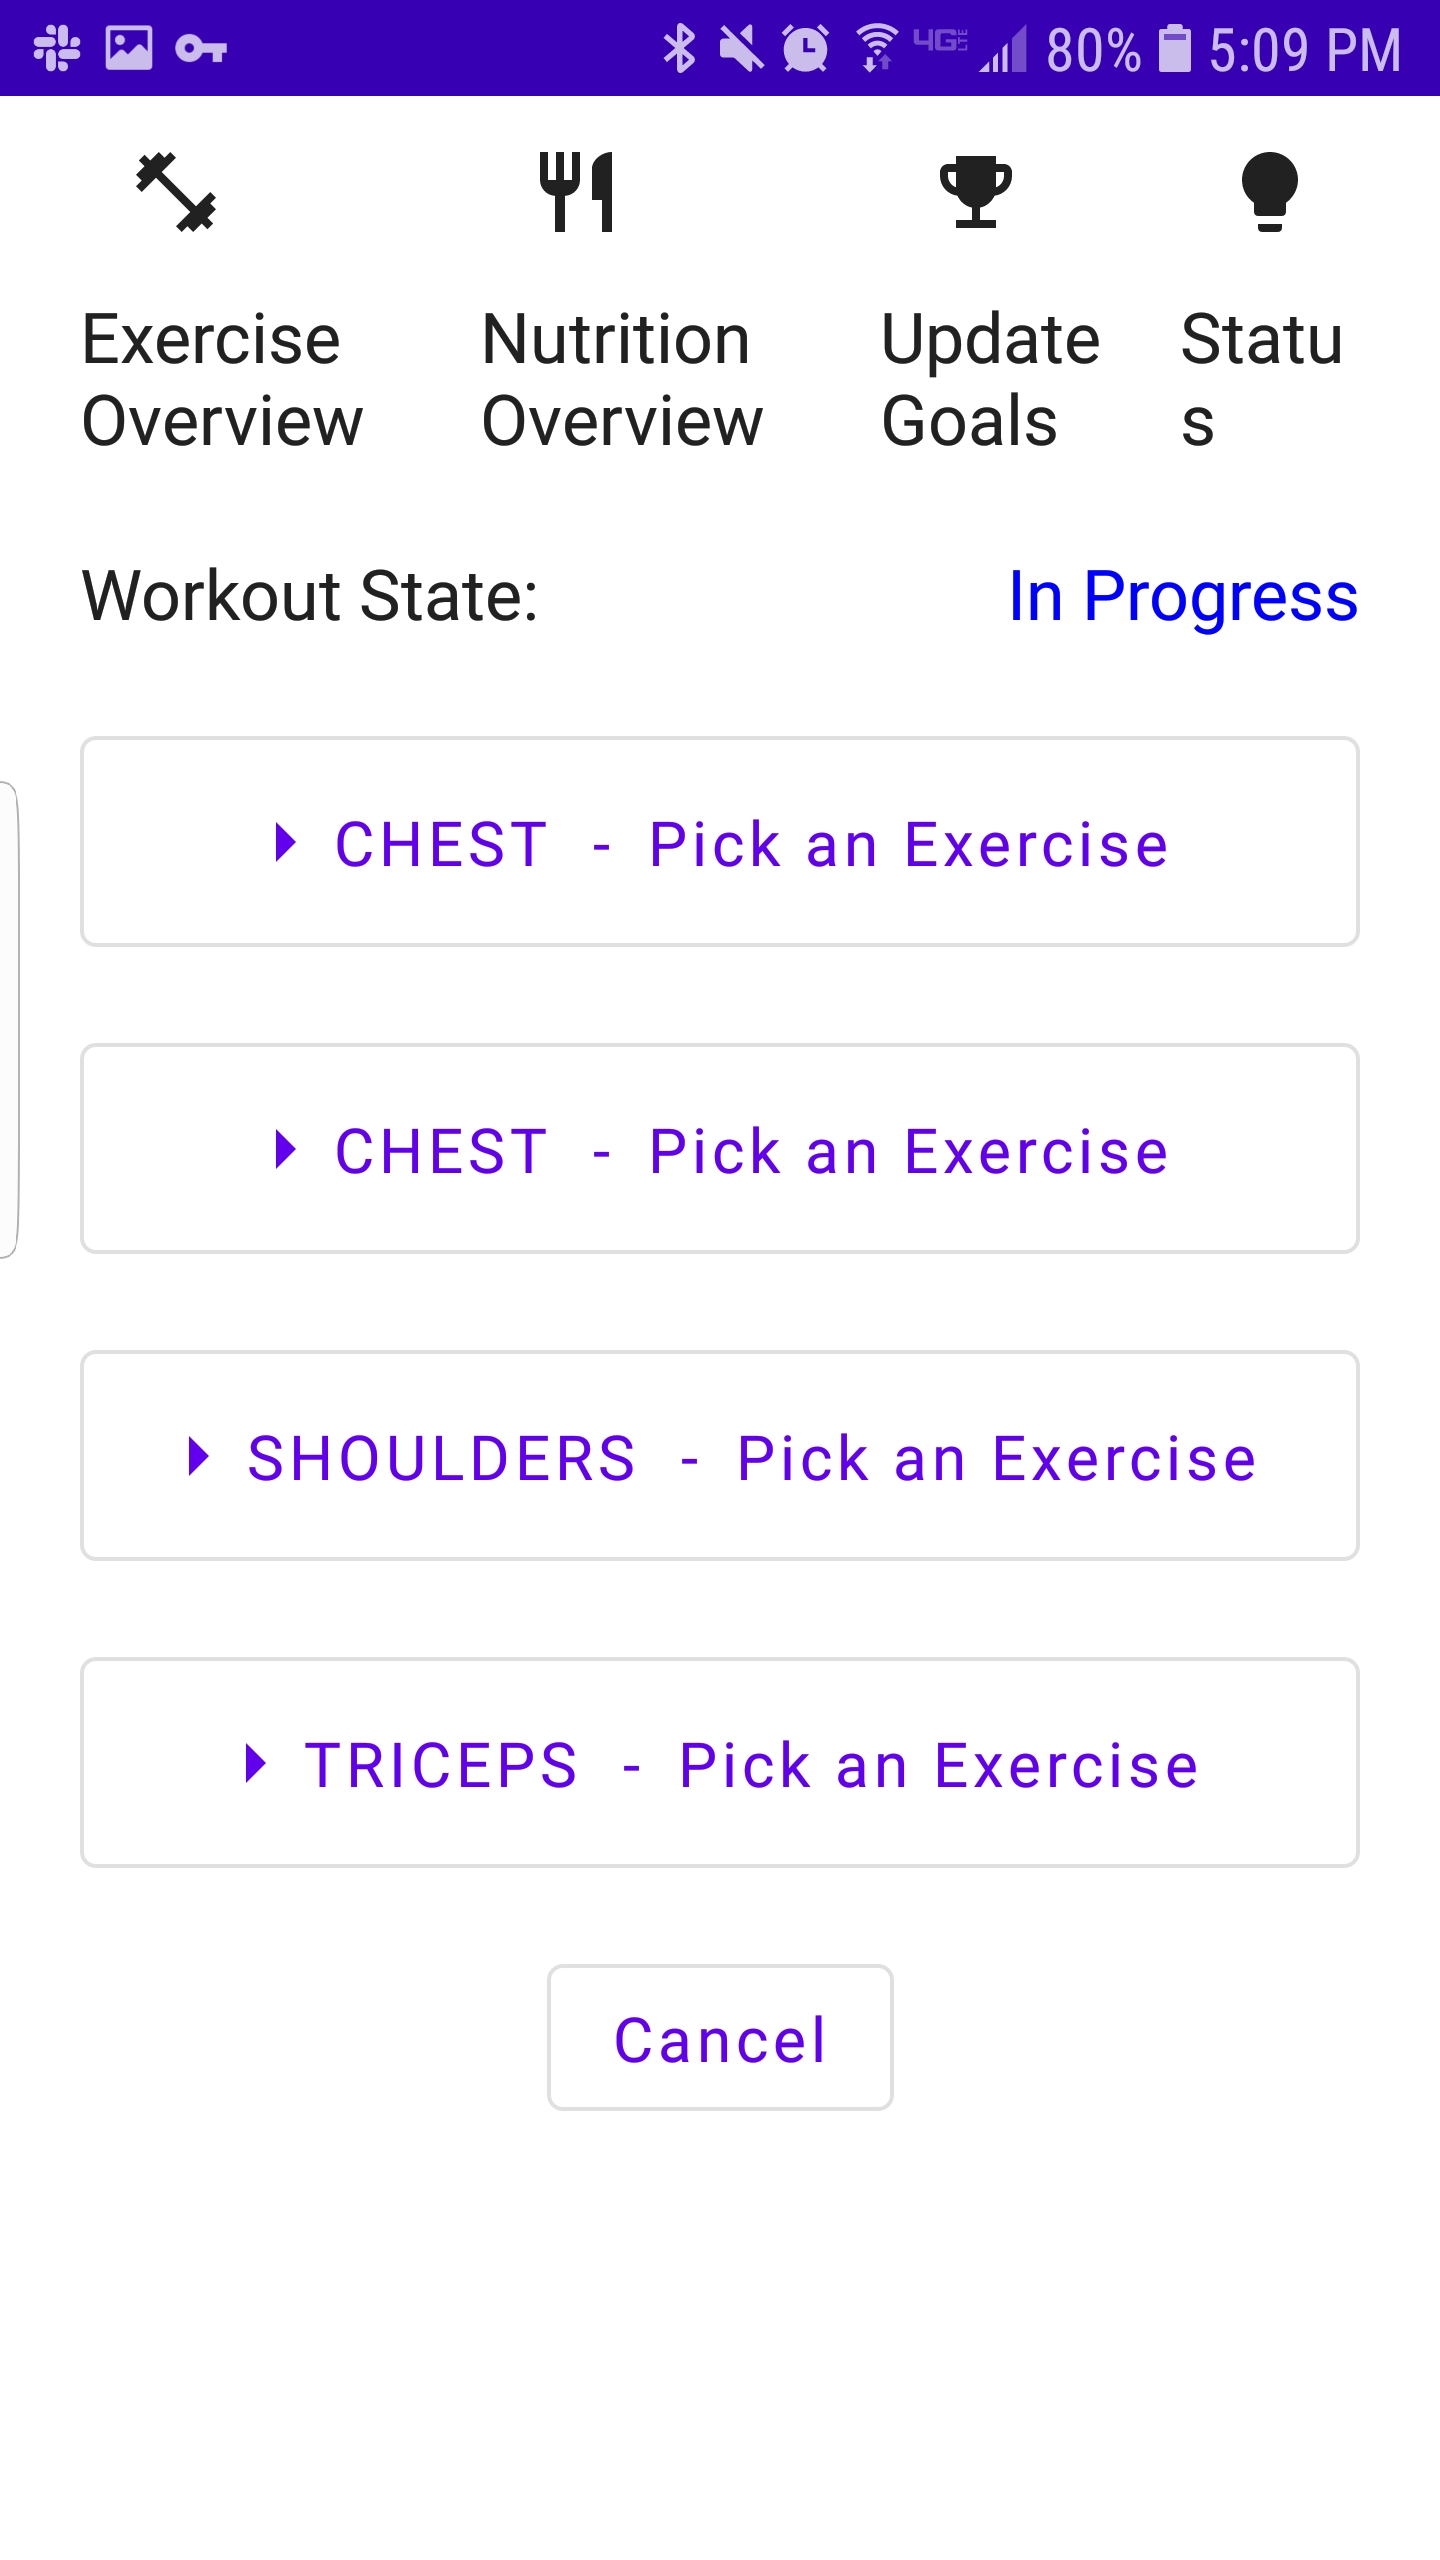 4G LTE 80% 5:09 PM
Exercise Overview
Nutrition Overview
Update Goals
Statu
s
Workout State: In Progress
CHEST - Pick an Exercise
CHEST - Pick an Exercise
SHOULDERS - Pick an Exercise
TRICEPS - Pick an Exercise
Cancel